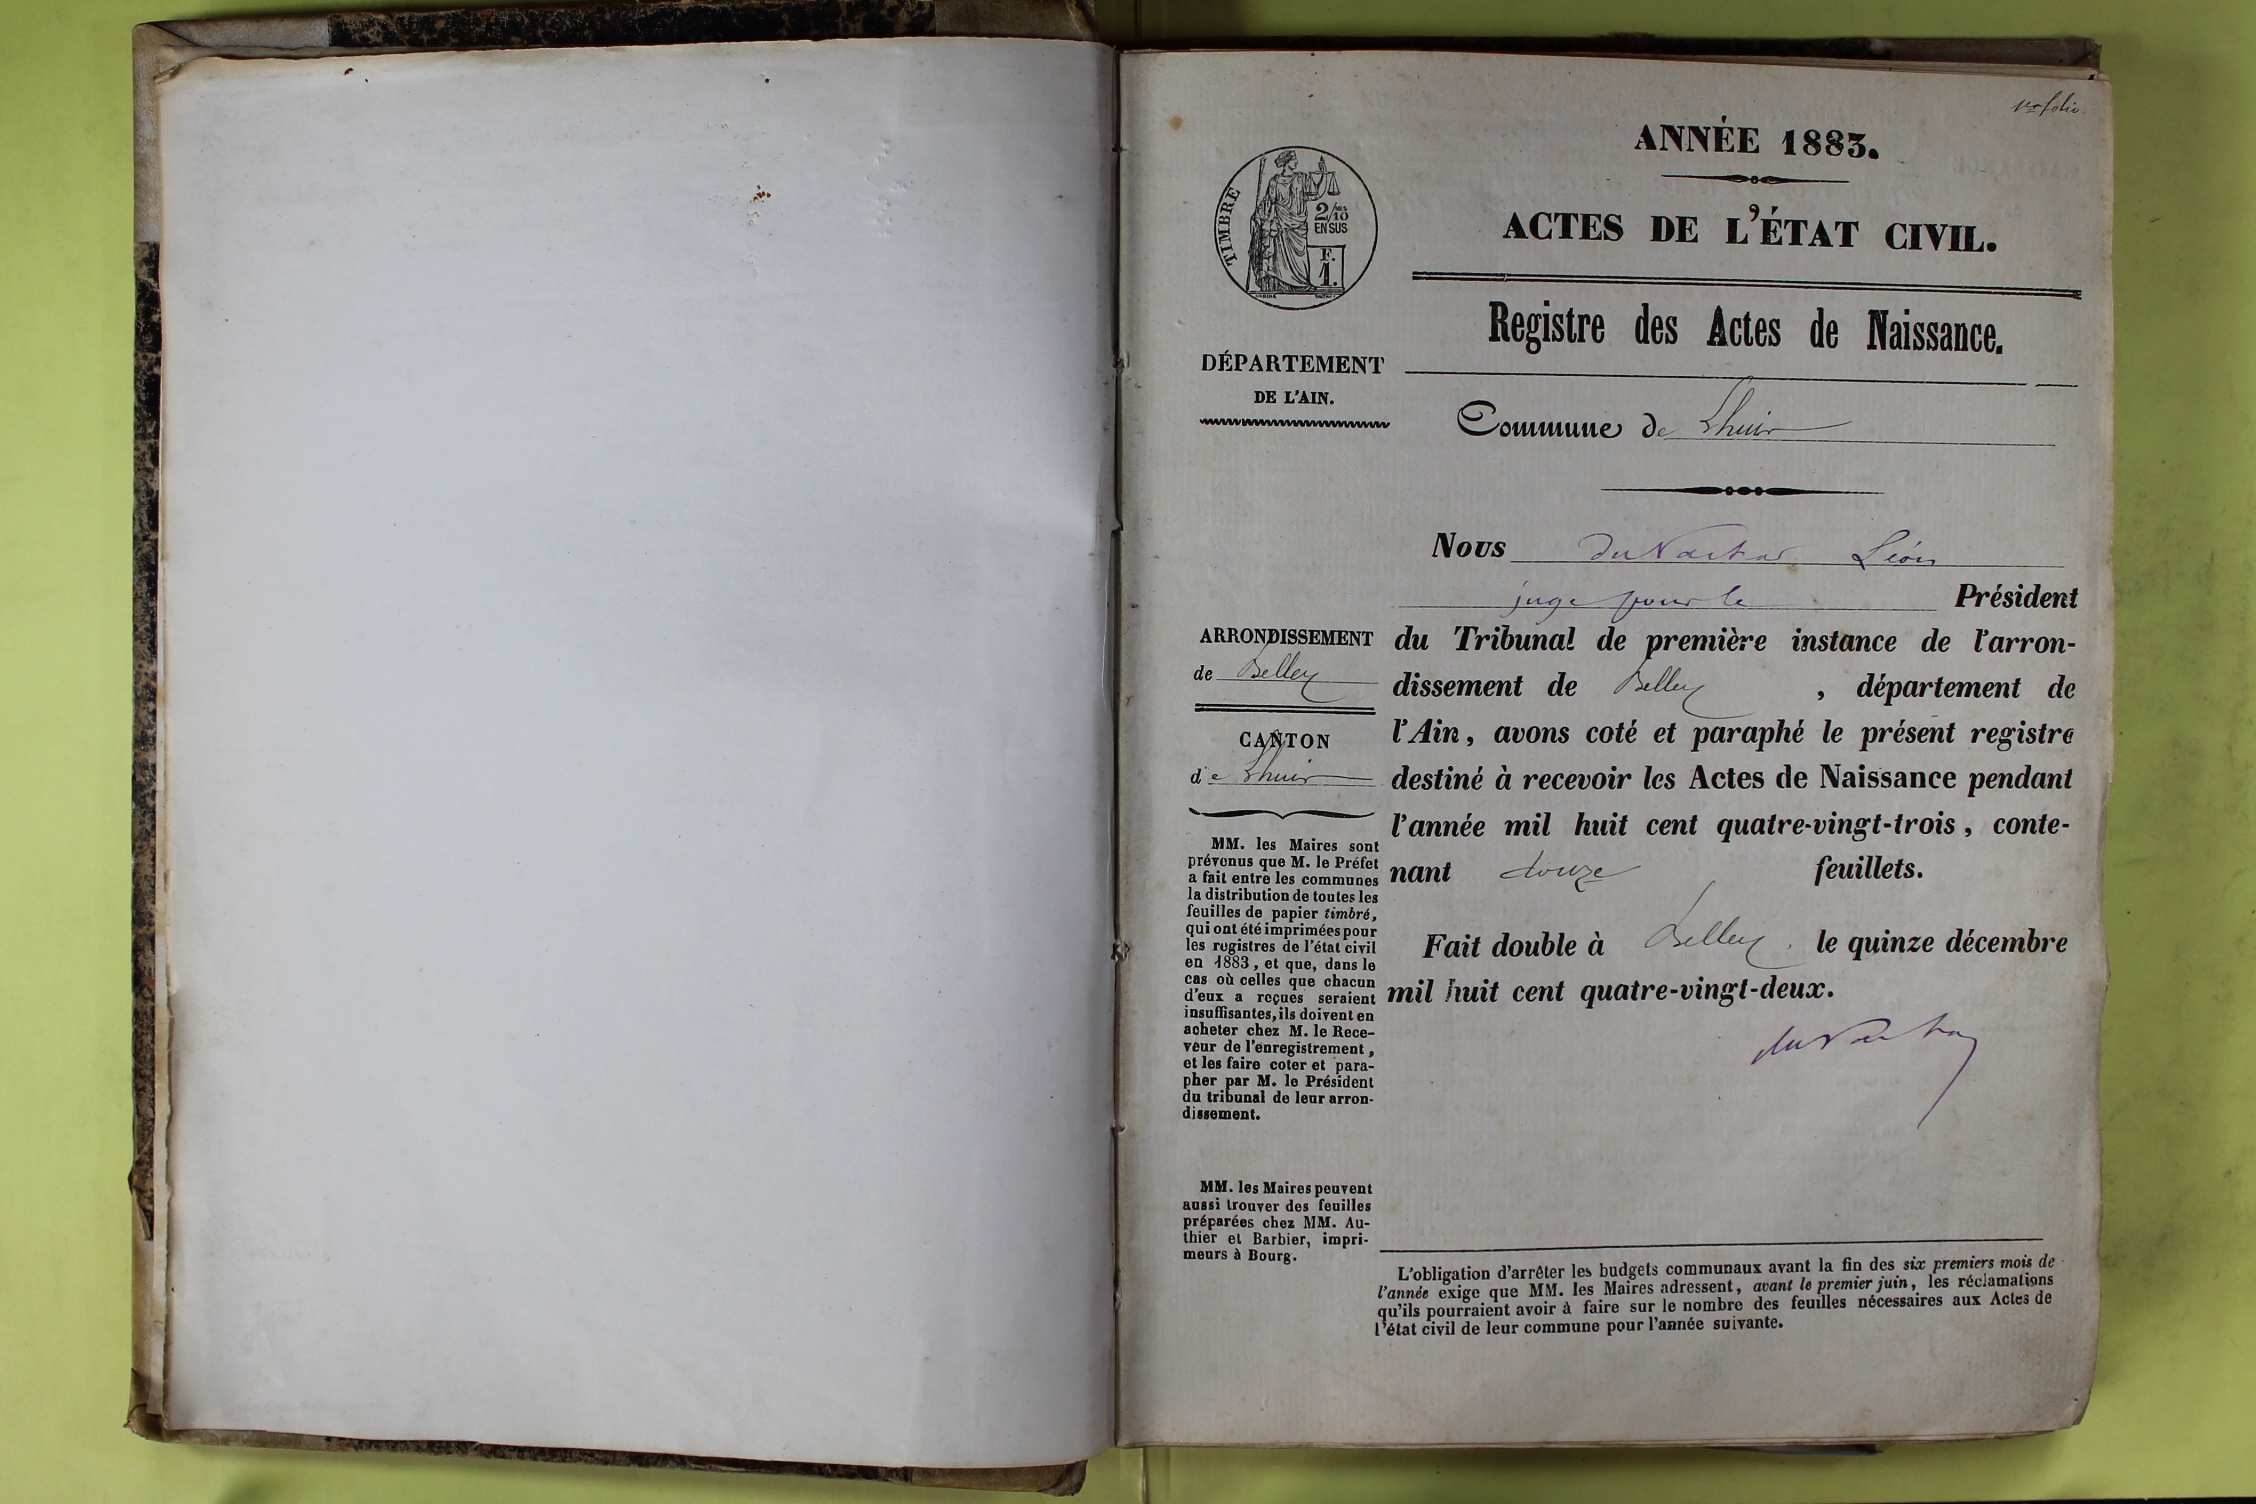 1er folio
ANNÉE 1883.
ACTES DE L'ÉTAT CIVIL.
TIMBRE
2/10
EN SUS
F.
1.
Registre des Actes de Naissance.
DÉPARTEMENT
DE L'AIN.
Commune de Lhuis
Nous Léon
juge pour le Président
ARRONDISSEMENT
de Belley
CANTON
de Lhuis
du Tribunal de première instance de l'arron-
dissement de Belley, département de
l'Ain, avons coté et paraphé le présent registre
destiné à recevoir les Actes de Naissance pendant
l'année mil huit cent quatre-vingt-trois, conte-
nant douze feuillets.
Fait double à Belley. le quinze décembre
mil huit cent quatre-vingt-deux.
MM. les Maires sont
prévenus que M. le Préfet
a fait entre les communes
la distribution de toutes les
feuilles de papier timbré,
qui ont été imprimées pour
les registres de l'état civil
en 1883, et que, dans le
cas où celles que chacun
d'eux a reçues seraient
insuffisantes, ils doivent en
acheter chez M. le Rece-
veur de l'enregistrement,
et les faire coter et para-
pher par M. le Président
du tribunal de leur arron-
dissement.
MM. les Maires peuvent
aussi trouver des feuilles
préparées chez MM. Au-
thier et Barbier, impri-
meurs à Bourg.
L'obligation d'arrêter les budgets communaux avant la fin des six premiers mois de
l'année exige que MM. les Maires adressent, avant le premier juin, les réclamations
qu'ils pourraient avoir à faire sur le nombre des feuilles nécessaires aux Actes de
l'état civil de leur commune pour l'année suivante.